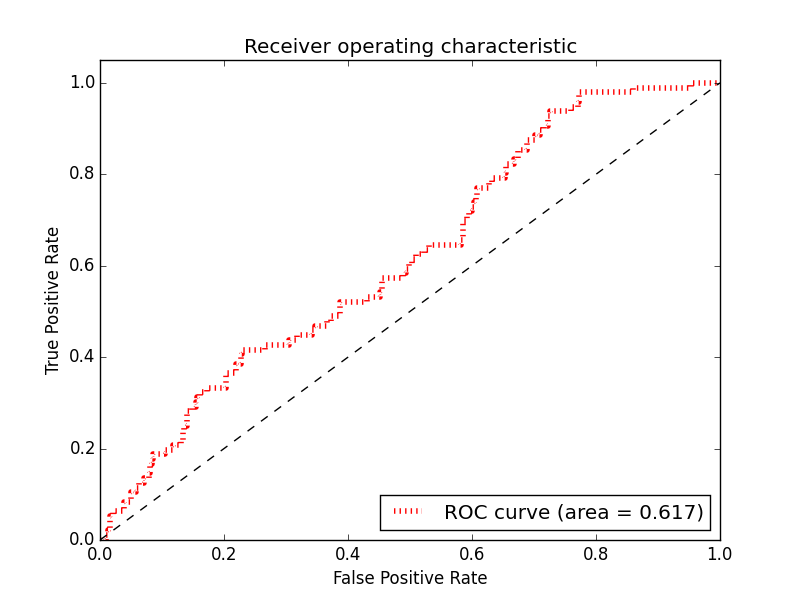 Receiver operating characteristic
True Positive Rate
1.0
0.8
0.6
0.4
0.2
0.0
0.0 0.2 0.4 0.6 0.8 1.0
ROC curve (area = 0.617)
False Positive Rate